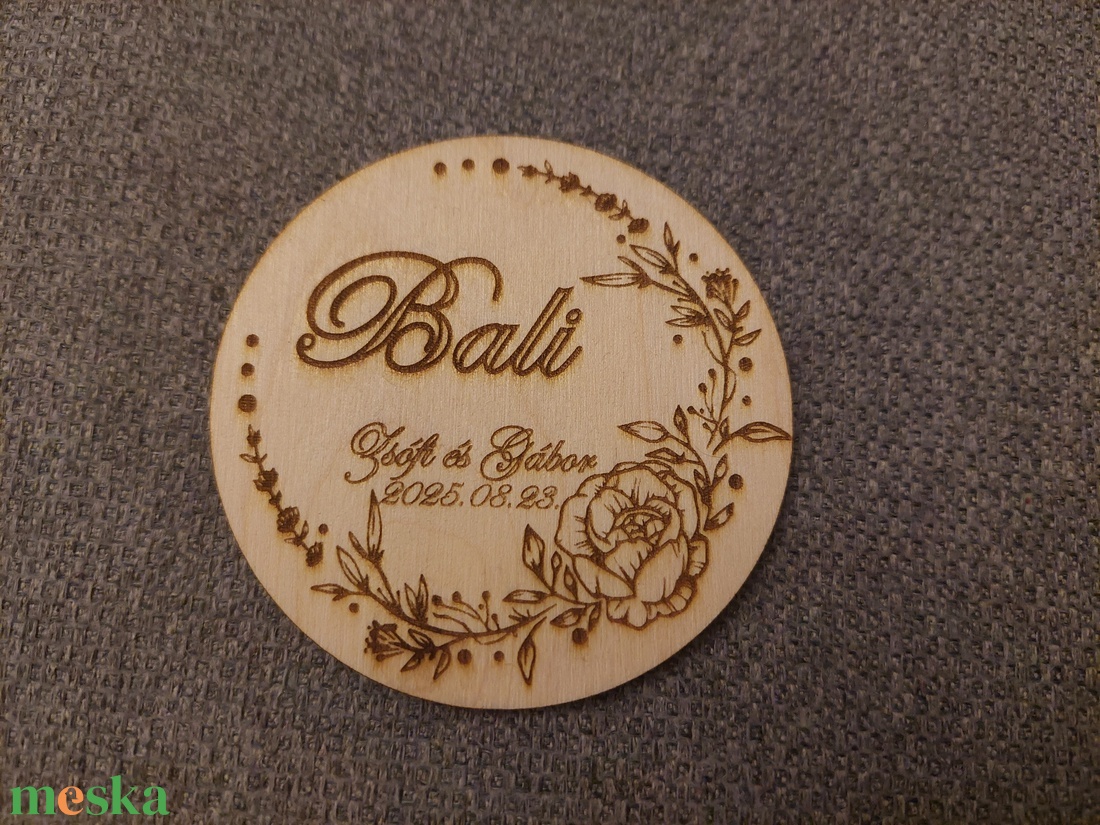 Bali
Zsófi és Gábor
2025.08.23.
meska